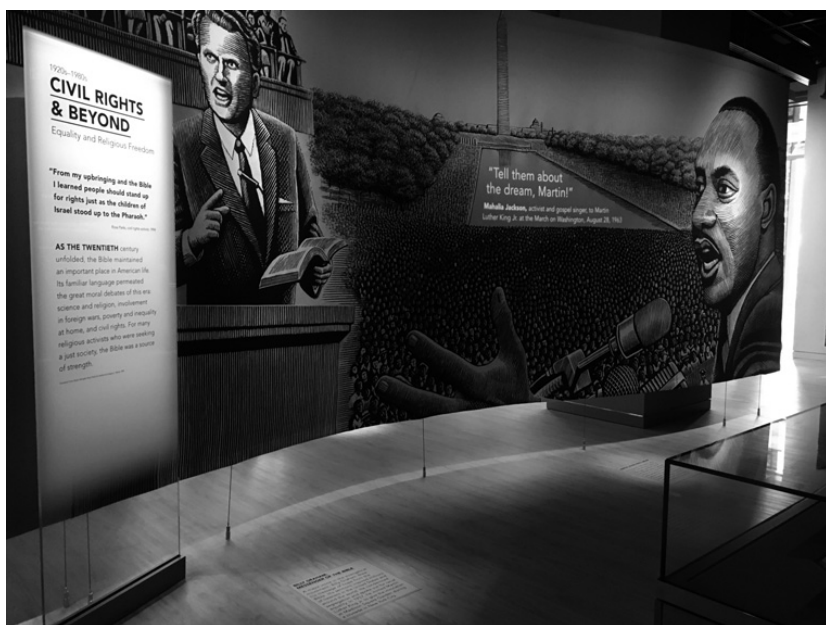 1920s–1980s
CIVIL RIGHTS
& BEYOND
Equality and Religious Freedom
"From my upbringing and the Bible
I learned people should stand up
for rights just as the children of
Israel stood up to the Pharaoh."
AS THE TWENTIETH century
unfolded, the Bible maintained
an important place in American life.
Its familiar language permeated
the great moral debates of this era
science and religion, involvement
in foreign wars, poverty and inequality
at home, and civil rights. For many
religious activists who were seeking
a just society, the Bible was a source
of strength.
"Tell them about
the dream, Martin!"
Mahalia Jackson, activist and gospel singer, to Martin
Luther King Jr. at the March on Washington, August 28, 1963